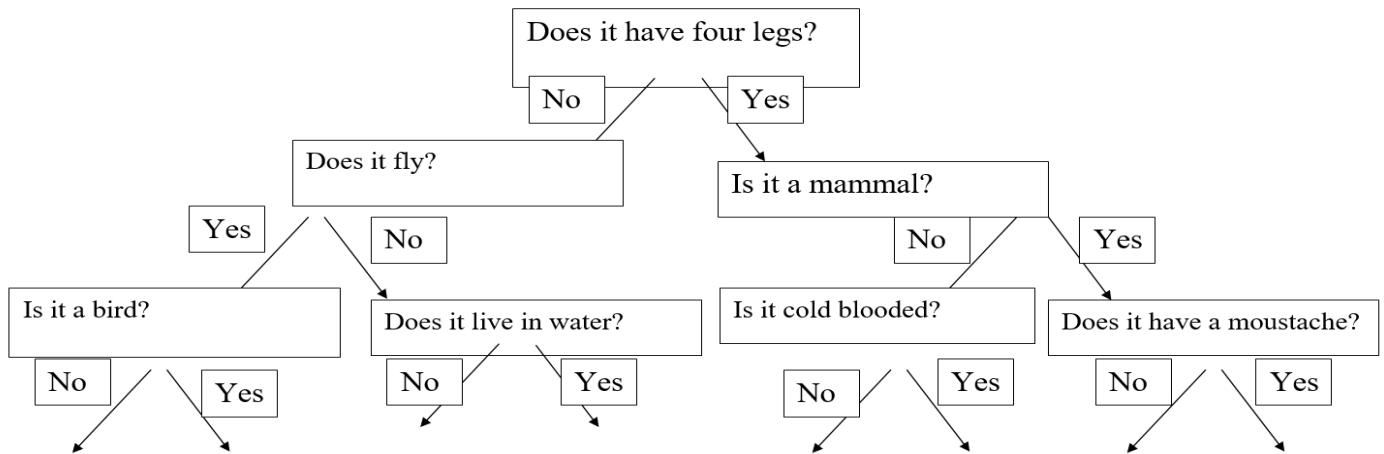 Does it have four legs?
No
Yes
Does it fly?
Is it a mammal?
Yes
No
No
Yes
Is it a bird?
Does it live in water?
Is it cold blooded?
Does it have a moustache?
No
Yes
No
Yes
No
Yes
No
Yes